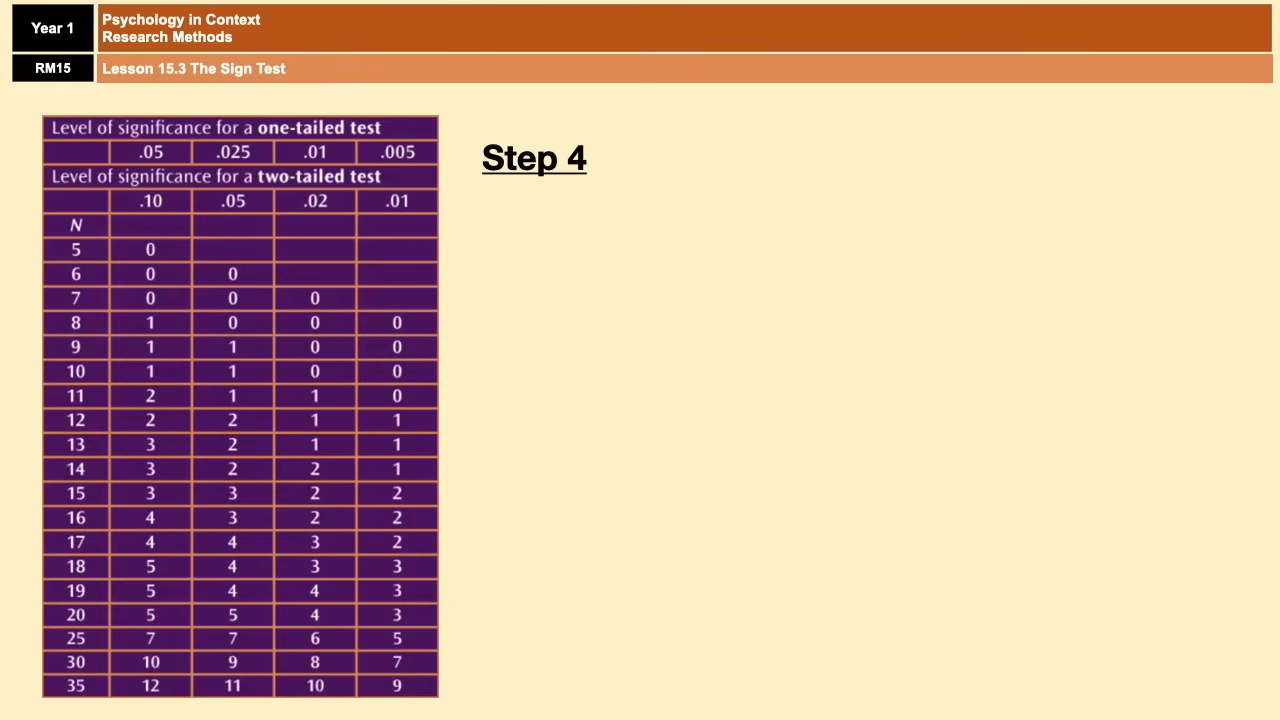 Year 1
Psychology in Context
Research Methods
RM15
Lesson 15.3 The Sign Test
Level of significance for a one-tailed test
.05 .025 .01 .005
Level of significance for a two-tailed test
.10 .05 .02 .01
N
5 0
6 0 0
7 0 0 0
8 1 0 0 0
9 1 1 0 0
10 1 1 0 0
11 2 1 1 0
12 2 2 1 1
13 3 2 1 1
14 3 2 2 1
15 3 3 2 2
16 4 3 2 2
17 4 4 3 2
18 5 4 3 3
19 5 4 4 3
20 5 5 4 3
25 7 7 6 5
30 10 9 8 7
35 12 11 10 9
Step 4